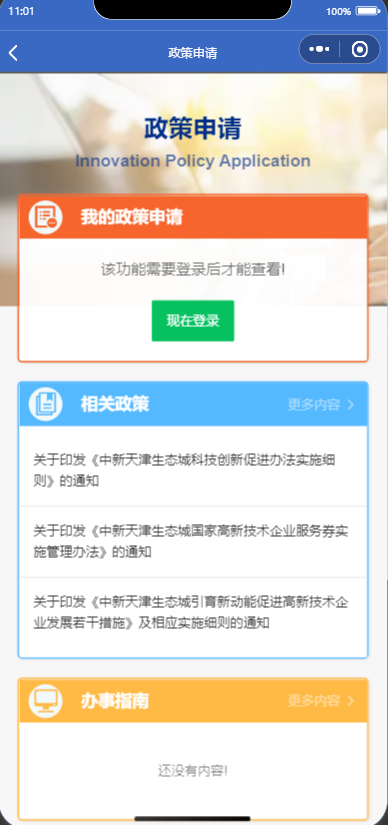 11:01
100%
政策申请
政策申请
Innovation Policy Application
我的政策申请
该功能需要登录后才能查看!
现在登录
相关政策
更多内容
关于印发《中新天津生态城科技创新促进办法实施细
则》的通知
关于印发《中新天津生态城国家高新技术企业服务券实
施管理办法》的通知
关于印发《中新天津生态城引育新动能促进高新技术企
业发展若干措施》及相应实施细则的通知
办事指南
更多内容
还没有内容!